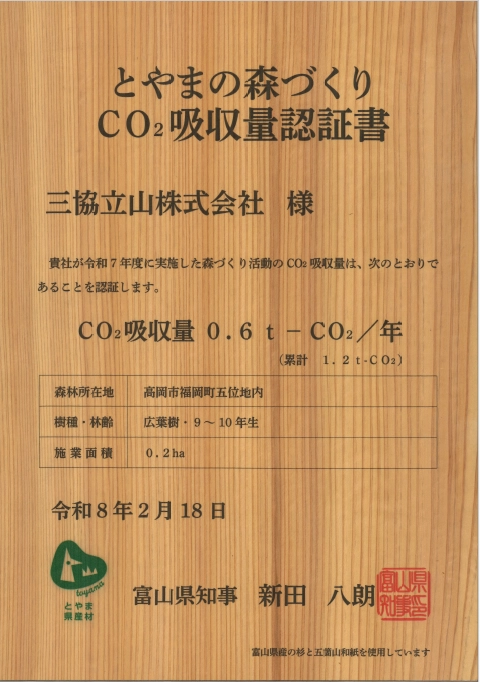 とやまの森づくり
CO₂吸収量認証書
三協立山株式会社 様
貴社が令和7年度に実施した森づくり活動のCO₂吸収量は、次のとおりで
あることを認証します。
CO₂吸収量 0.6t－CO₂／年
（累計 1.2t-CO₂）
森林所在地 高岡市福岡町五位地内
樹種・林齢 広葉樹・9～10年生
施業面積 0.2ha
令和8年2月18日
toyama
とやま
県産材
富山県知事 新田 八朗
富山県
知事印
富山県産の杉と五箇山和紙を使用しています